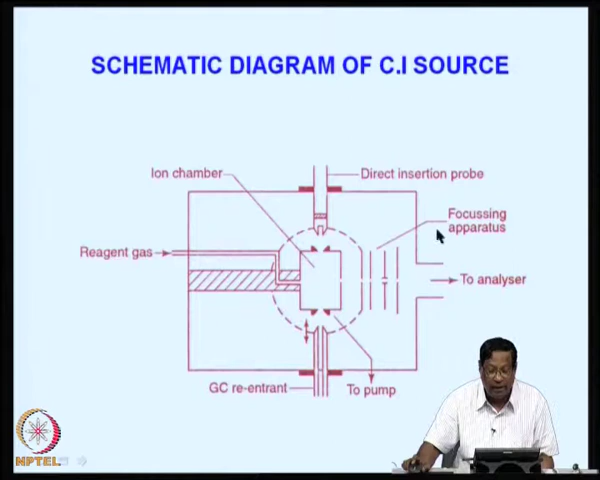 SCHEMATIC DIAGRAM OF C.I SOURCE
Ion chamber
Direct insertion probe
Focussing
apparatus
Reagent gas
To analyser
GC re-entrant
To pump
NPTEL